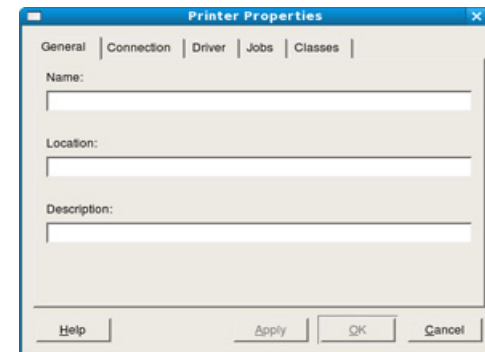 Printer Properties
General Connection Driver Jobs Classes
Name:
Location:
Description:
Help Apply OK Cancel